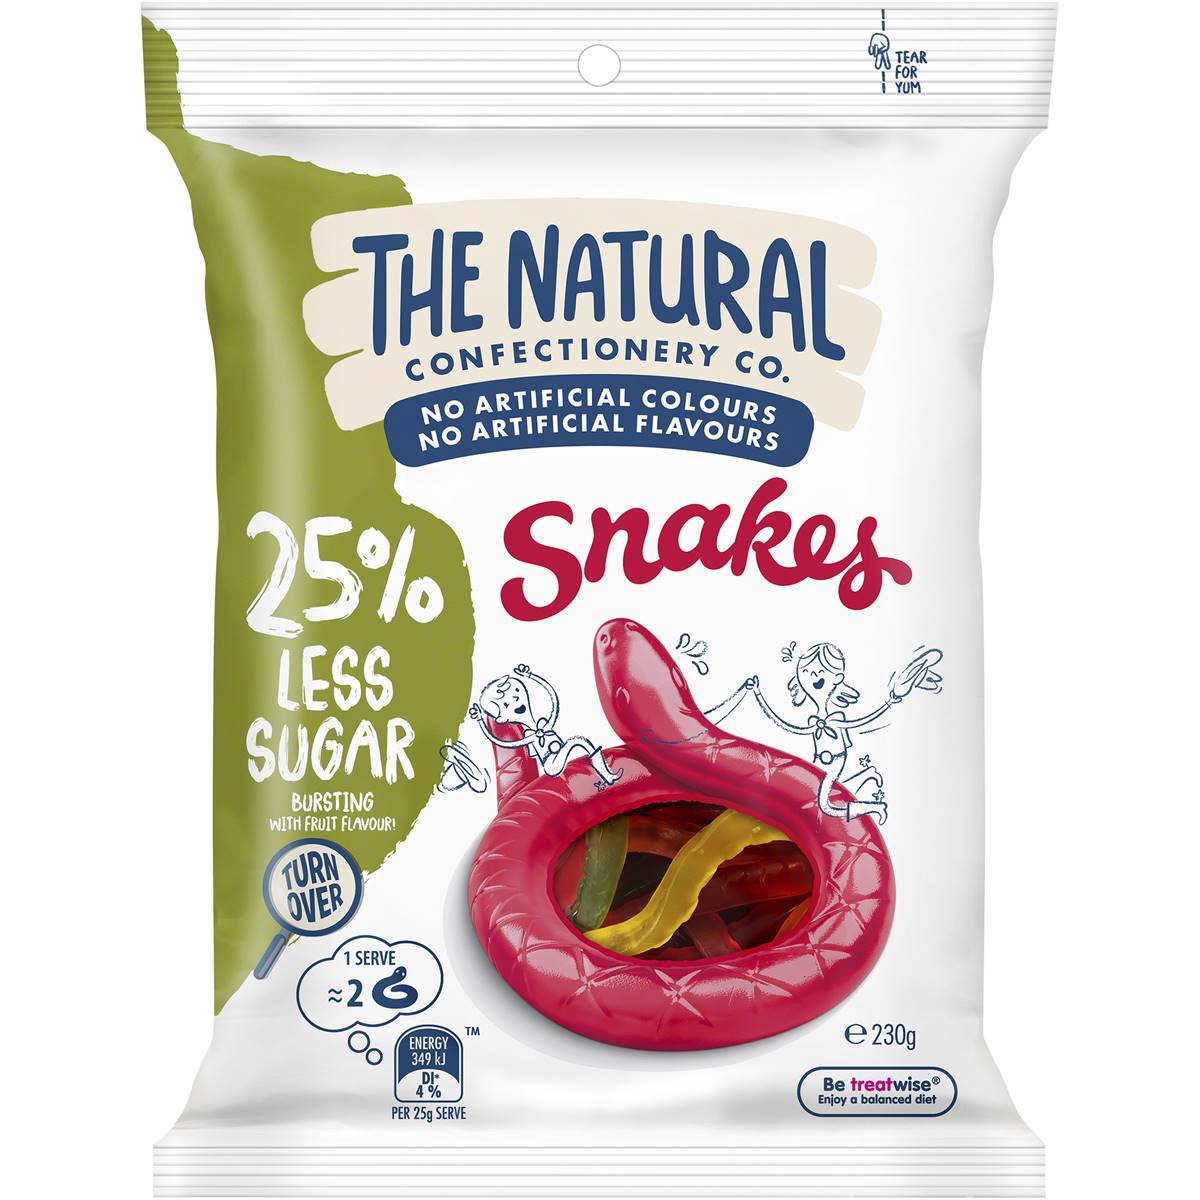 TEAR
FOR
YUM
THE NATURAL
CONFECTIONERY CO.
NO ARTIFICIAL COLOURS
NO ARTIFICIAL FLAVOURS
Snakes
25%
LESS
SUGAR
BURSTING
WITH FRUIT FLAVOUR!
TURN
OVER
1 SERVE
≈2
ENERGY
349 kJ
DI*
4 %
™
PER 25g SERVE
℮ 230g
Be treatwise®
Enjoy a balanced diet